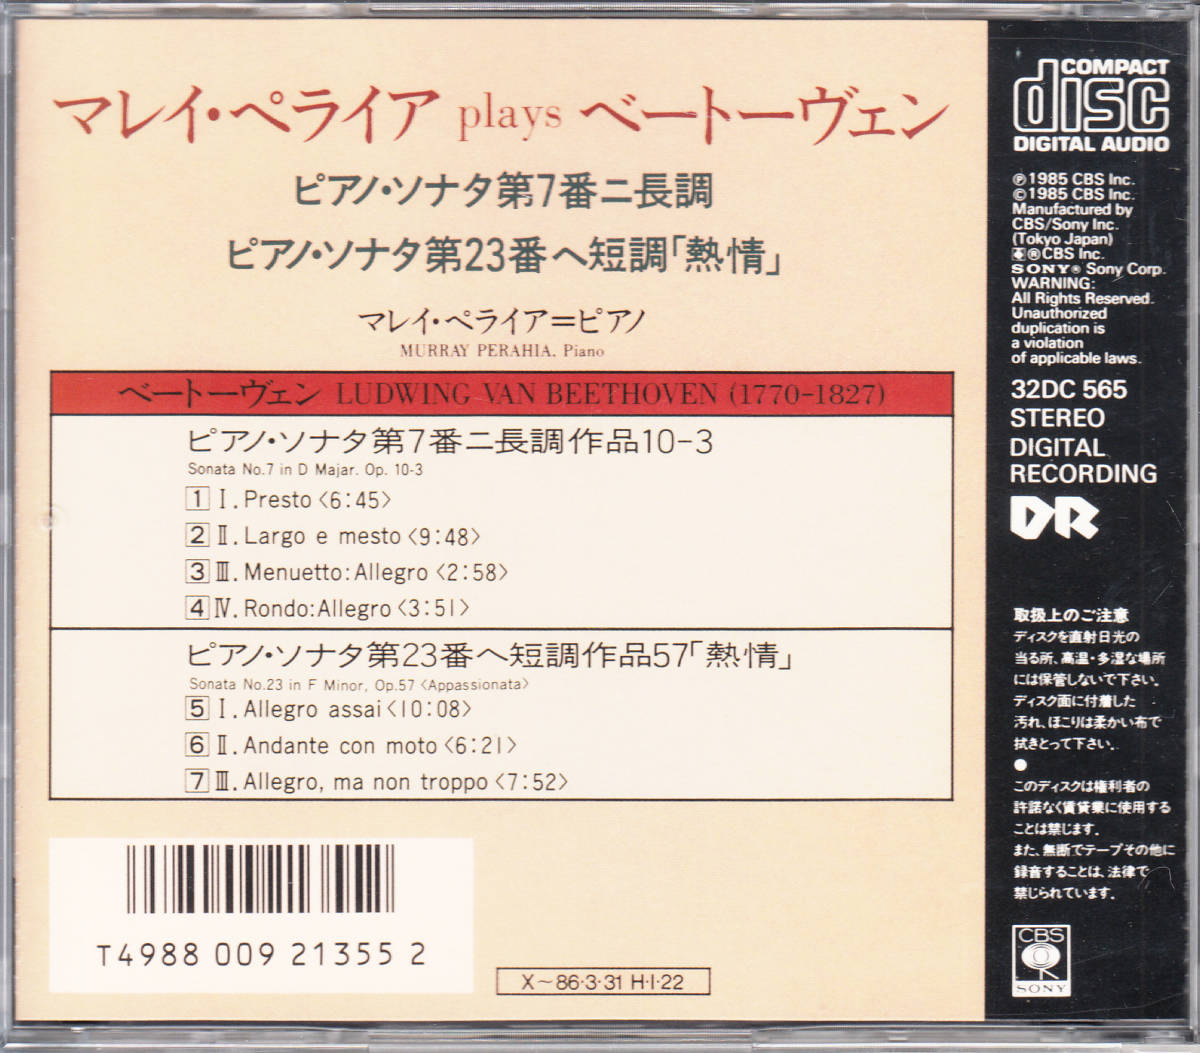 マレイ・ペライア plays ベートーヴェン
ピアノ・ソナタ第7番ニ長調
ピアノ・ソナタ第23番ヘ短調「熱情」
マレイ・ペライア=ピアノ
MURRAY PERAHIA. Piano
ベートーヴェン LUDWING VAN BEETHOVEN (1770-1827)
ピアノ・ソナタ第7番ニ長調作品10-3
Sonata No.7 in D Majar. Op. 10-3
1 I. Presto〈6:45〉
2 II. Largo e mesto〈9:48〉
3 III. Menuetto:Allegro〈2:58〉
4 IV. Rondo:Allegro〈3:51〉
ピアノ・ソナタ第23番ヘ短調作品57「熱情」
Sonata No.23 in F Minor, Op.57〈Appassionata〉
5 I. Allegro assai〈10:08〉
6 II. Andante con moto〈6:21〉
7 III. Allegro, ma non troppo〈7:52〉
T4988 009 21355 2
X~86・3・31 H・I・22
COMPACT
disc
DIGITAL AUDIO
℗1985 CBS Inc.
©1985 CBS Inc.
Manufactured by
CBS/Sony Inc.
(Tokyo Japan)
®CBS Inc.
SONY® Sony Corp.
WARNING:
All Rights Reserved.
Unauthorized
duplication is
a violation
of applicable laws.
32DC 565
STEREO
DIGITAL
RECORDING
DR
取扱上のご注意
ディスクを直射日光の
当る所、高温・多湿な場所
には保管しないで下さい。
ディスク面に付着した
汚れ、ほこりは柔かい布で
拭きとって下さい。
●
このディスクは権利者の
許諾なく賃貸業に使用する
ことは禁じます。
また、無断でテープその他に
録音することは、法律で
禁じられています。
CBS
SONY